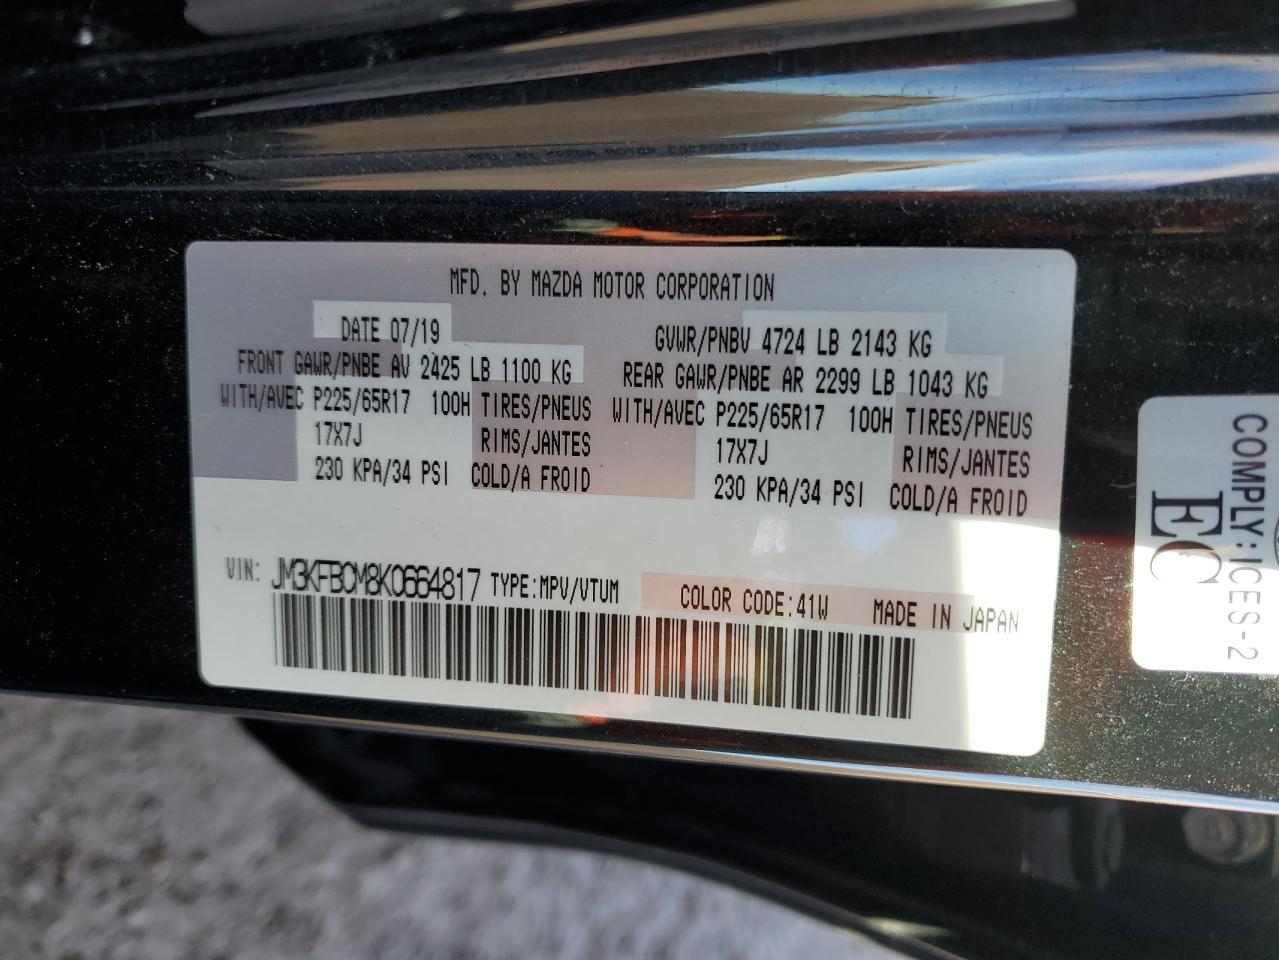 MFD. BY MAZDA MOTOR CORPORATION
DATE 07/19 GVWR/PNBV 4724 LB 2143 KG
FRONT GAWR/PNBE AV 2425 LB 1100 KG REAR GAWR/PNBE AR 2299 LB 1043 KG
WITH/AVEC P225/65R17 100H TIRES/PNEUS WITH/AVEC P225/65R17 100H TIRES/PNEUS
17X7J RIMS/JANTES 17X7J RIMS/JANTES
230 KPA/34 PSI COLD/A FROID 230 KPA/34 PSI COLD/A FROID
VIN: JM3KFBCM8K0664817 TYPE:MPV/VTUM COLOR CODE:41W MADE IN JAPAN
COMPLY:ICES-2
EC